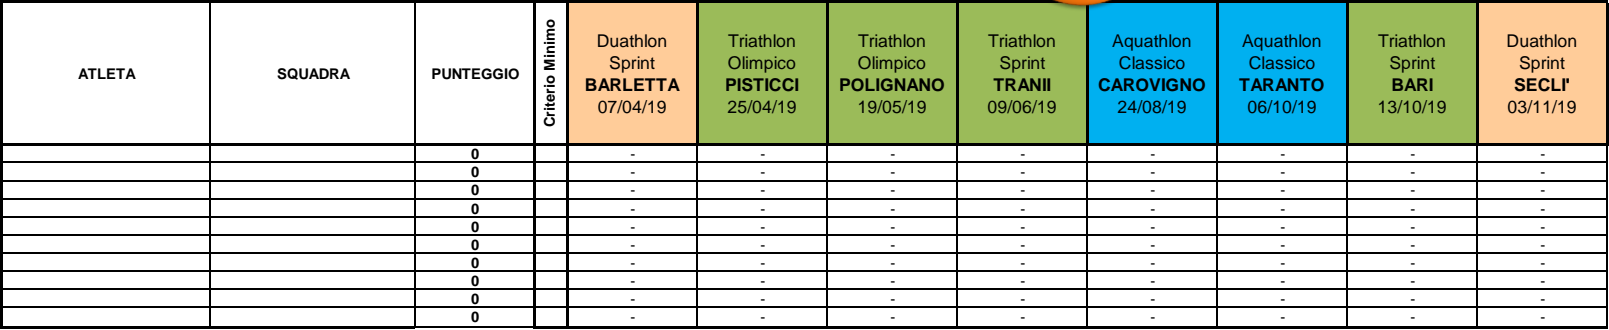 ATLETA
SQUADRA
PUNTEGGIO
Criterio Minimo
Duathlon
Sprint
BARLETTA
07/04/19
Triathlon
Olimpico
PISTICCI
25/04/19
Triathlon
Olimpico
POLIGNANO
19/05/19
Triathlon
Sprint
TRANII
09/06/19
Aquathlon
Classico
CAROVIGNO
24/08/19
Aquathlon
Classico
TARANTO
06/10/19
Triathlon
Sprint
BARI
13/10/19
Duathlon
Sprint
SECLI'
03/11/19
0 - - - - - - - -
0 - - - - - - - -
0 - - - - - - - -
0 - - - - - - - -
0 - - - - - - - -
0 - - - - - - - -
0 - - - - - - - -
0 - - - - - - - -
0 - - - - - - - -
0 - - - - - - - -